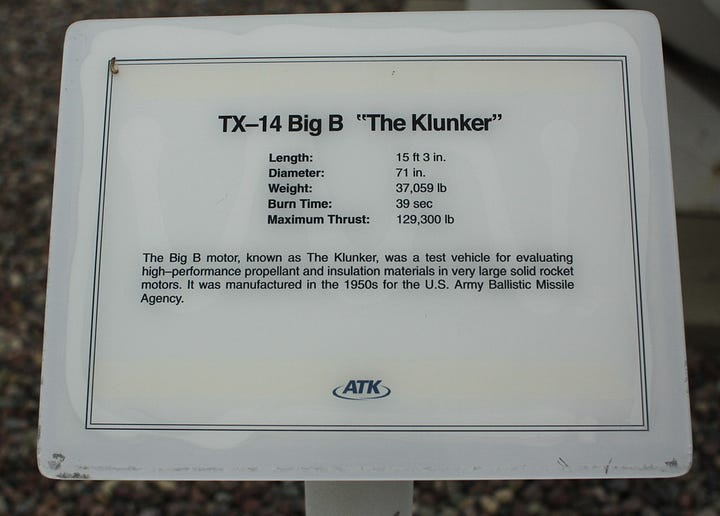 TX–14 Big B “The Klunker”
Length: 15 ft 3 in.
Diameter: 71 in.
Weight: 37,059 lb
Burn Time: 39 sec
Maximum Thrust: 129,300 lb
The Big B motor, known as The Klunker, was a test vehicle for evaluating
high–performance propellant and insulation materials in very large solid rocket
motors. It was manufactured in the 1950s for the U.S. Army Ballistic Missile
Agency.
ATK